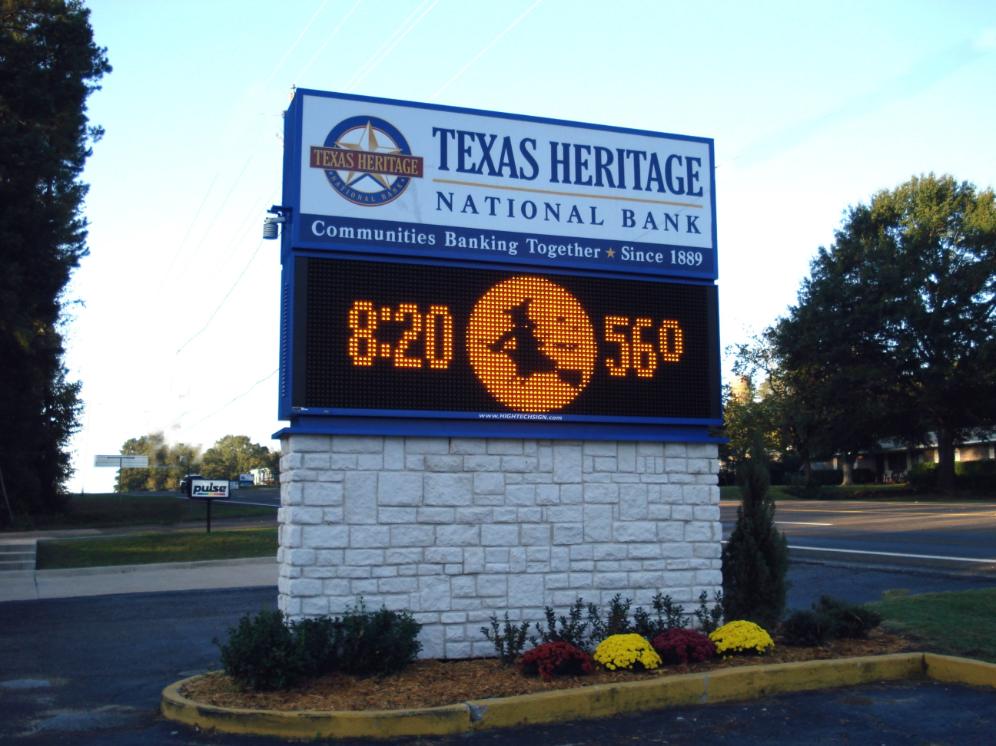 TEXAS HERITAGE
NATIONAL BANK
TEXAS HERITAGE
NATIONAL BANK
Communities Banking Together ★ Since 1889
8:20 56º
WWW.HIGHTECHSIGN.COM
pulse